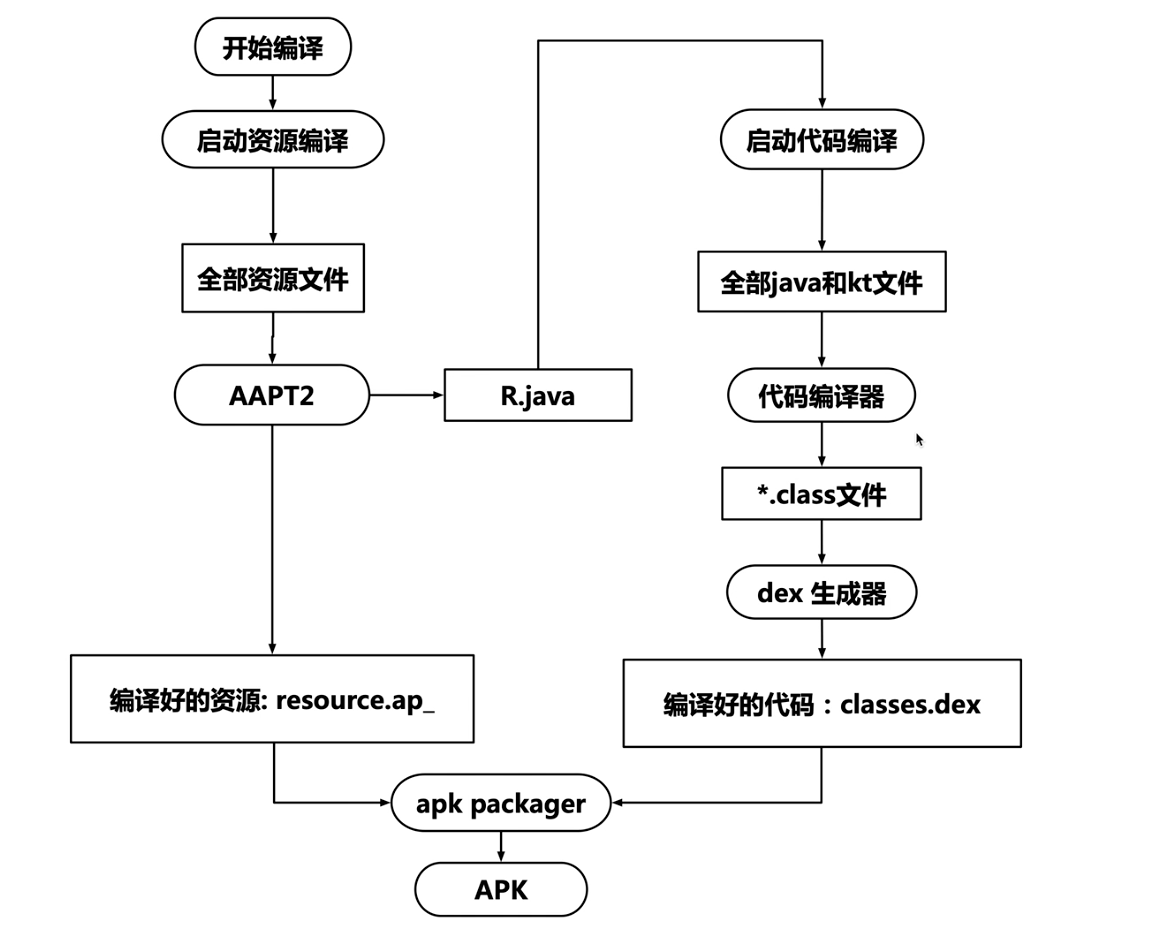 开始编译
启动资源编译
全部资源文件
AAPT2
R.java
启动代码编译
全部java和kt文件
代码编译器
*.class文件
dex 生成器
编译好的资源: resource.ap_
编译好的代码：classes.dex
apk packager
APK